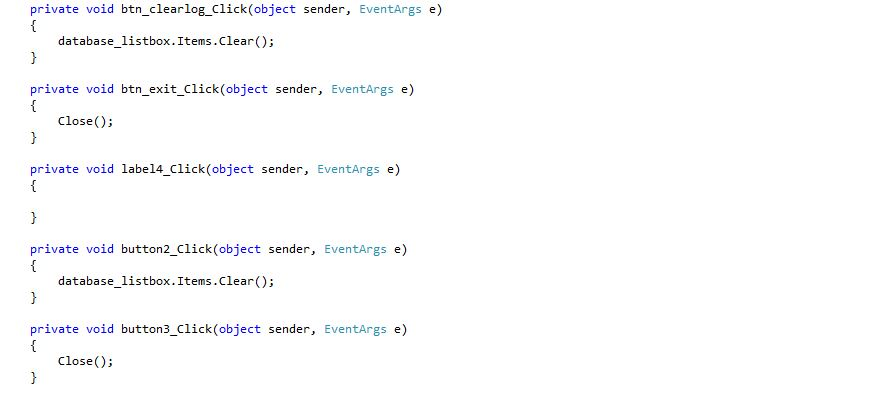 private void btn_clearlog_Click(object sender, EventArgs e)
{
    database_listbox.Items.Clear();
}
private void btn_exit_Click(object sender, EventArgs e)
{
    Close();
}
private void label4_Click(object sender, EventArgs e)
{
}
private void button2_Click(object sender, EventArgs e)
{
    database_listbox.Items.Clear();
}
private void button3_Click(object sender, EventArgs e)
{
    Close();
}